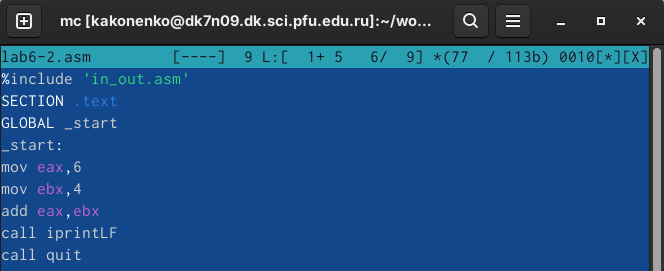 mc [kakonenko@dk7n09.dk.sci.pfu.edu.ru]:~/wo...
lab6-2.asm [----] 9 L:[ 1+ 5 6/ 9] *(77 / 113b) 0010[*][X]
%include 'in_out.asm'
SECTION .text
GLOBAL _start
_start:
mov eax,6
mov ebx,4
add eax,ebx
call iprintLF
call quit